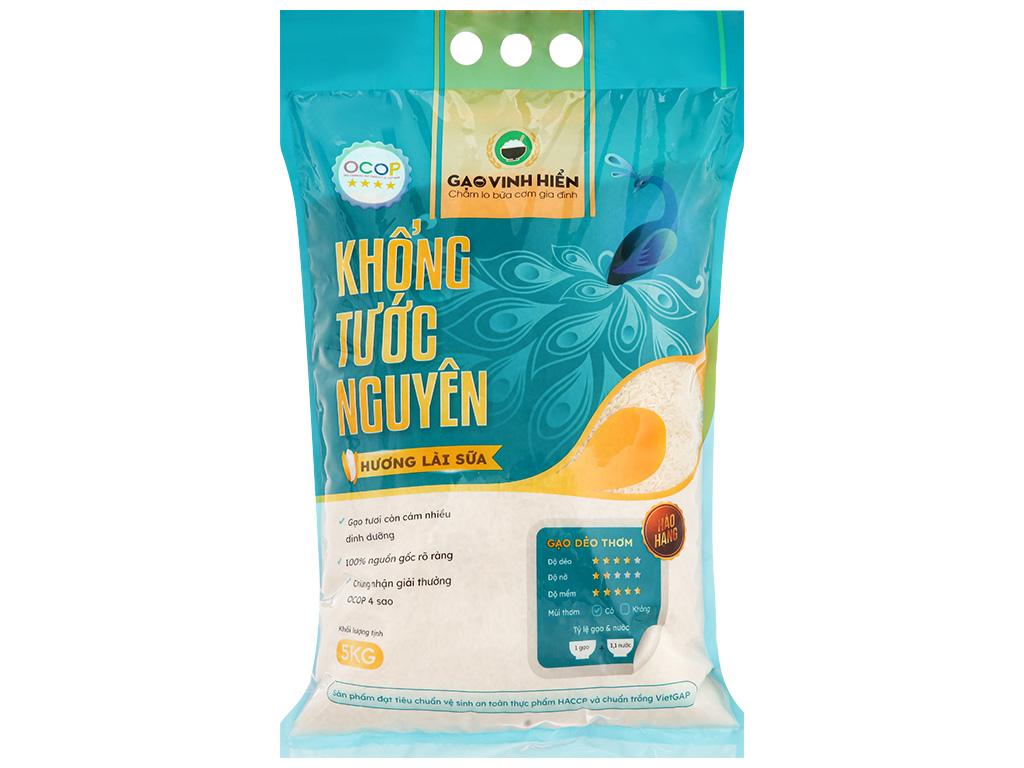 OCOP
GẠO VINH HIỂN
Chăm lo bữa cơm gia đình
KHỔNG
TƯỚC
NGUYÊN
HƯƠNG LÀI SỮA
Gạo tươi còn cám nhiều
dinh dưỡng
100% nguồn gốc rõ ràng
Chứng nhận giải thưởng
OCOP 4 sao
Khối lượng tịnh
5KG
HẢO
HẠNG
GẠO DẺO THƠM
Độ dẻo
Độ nở
Độ mềm
Mùi thơm Có Không
Tỷ lệ gạo & nước
1 gạo + 1,1 nước
Sản phẩm đạt tiêu chuẩn vệ sinh an toàn thực phẩm HACCP và chuẩn trồng VietGAP